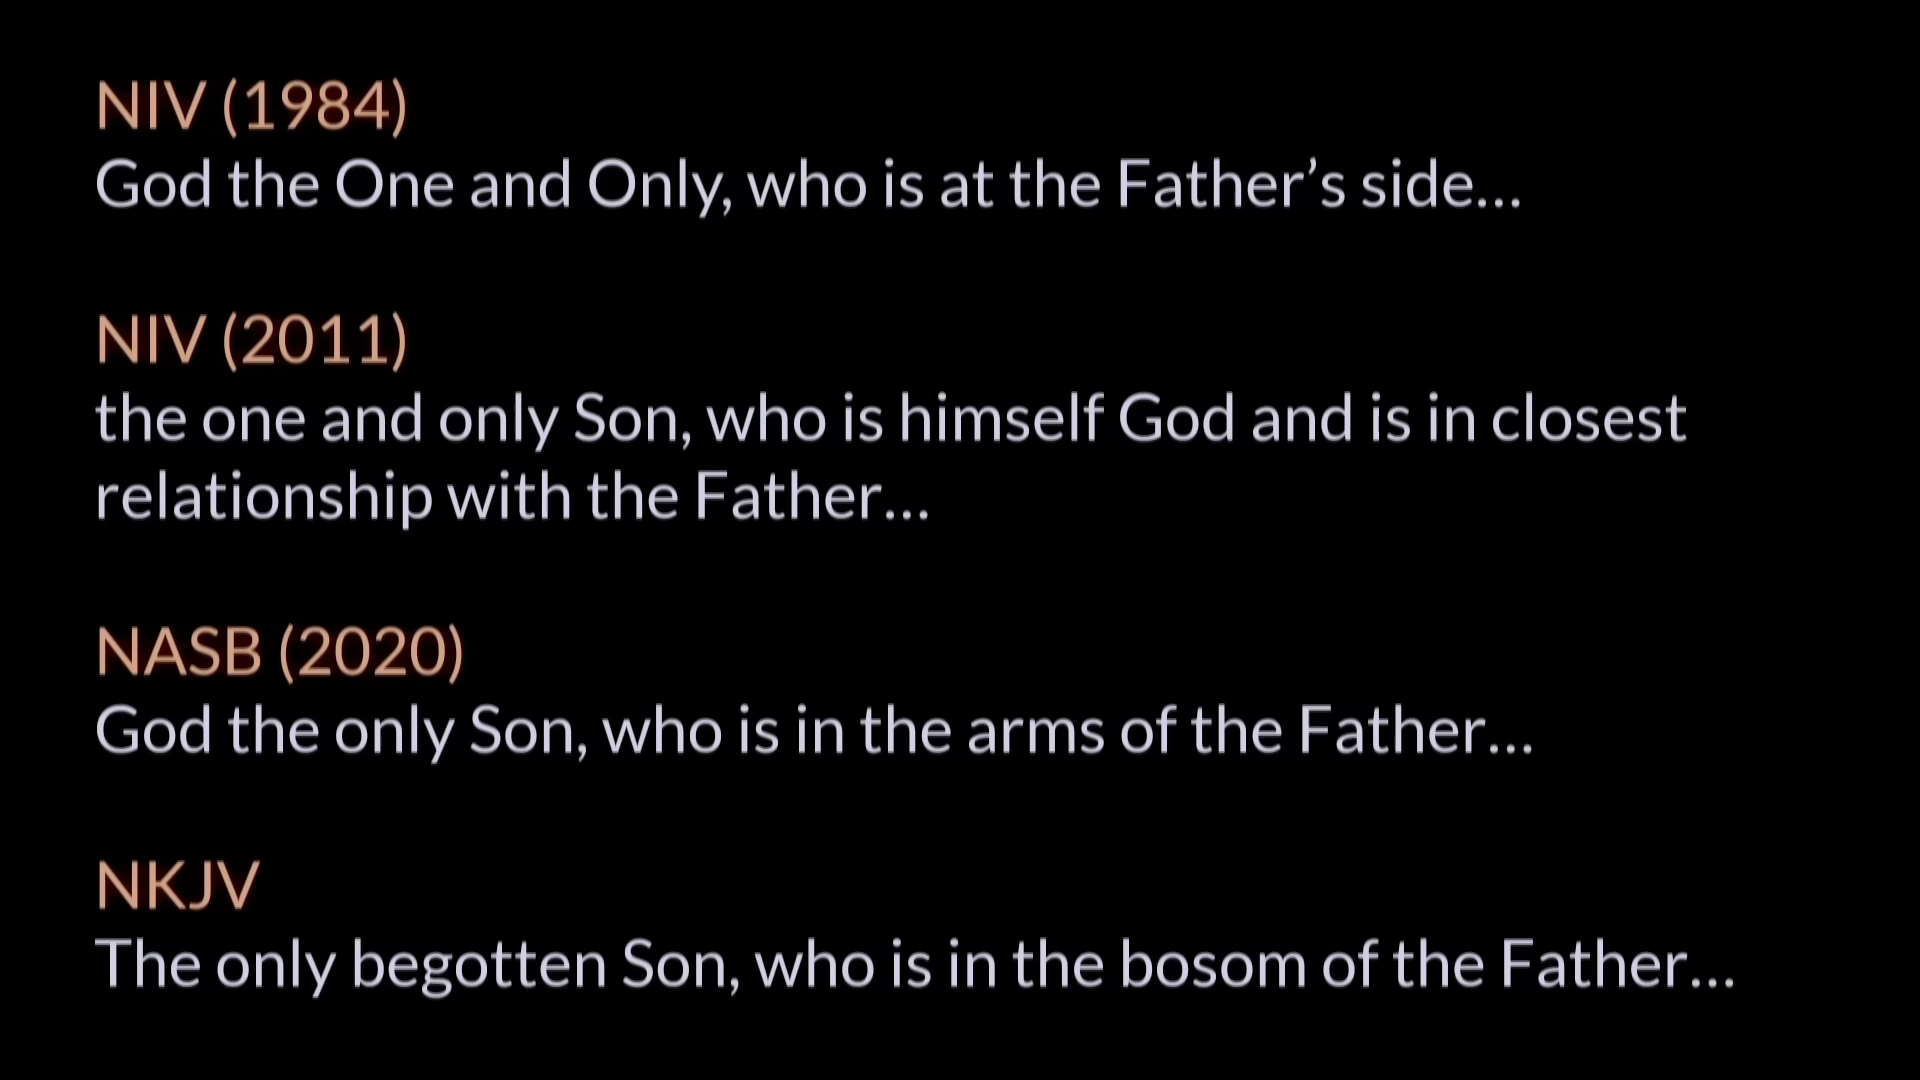 NIV (1984)
God the One and Only, who is at the Father’s side...
NIV (2011)
the one and only Son, who is himself God and is in closest
relationship with the Father...
NASB (2020)
God the only Son, who is in the arms of the Father...
NKJV
The only begotten Son, who is in the bosom of the Father...